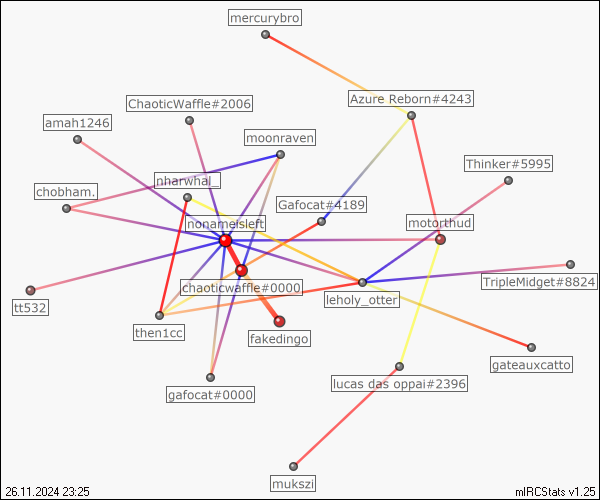 mercurybro
Azure Reborn#4243
ChaoticWaffle#2006
amah1246
moonraven
Thinker#5995
nharwhal_
chobham.
Gafocat#4189
nonameisleft
motorthud
TripleMidget#8824
chaoticwaffle#0000
leholy_otter
tt532
then1cc
fakedingo
gateauxcatto
lucas das oppai#2396
gafocat#0000
mukszi
26.11.2024 23:25
mIRCStats v1.25